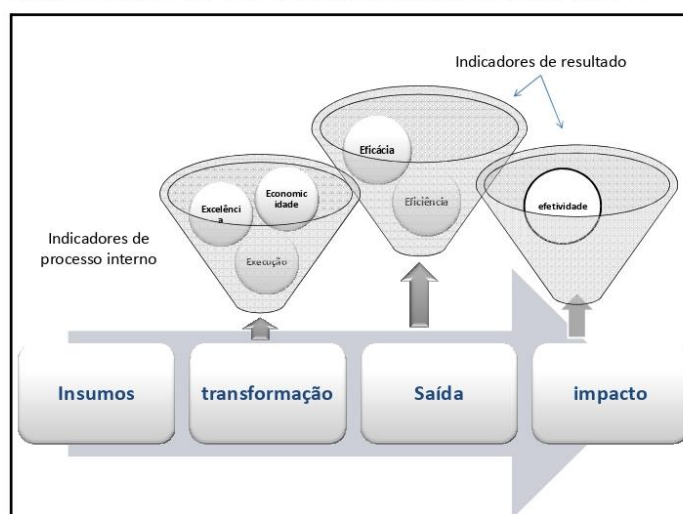 Indicadores de resultado
Eficácia
Eficiência
efetividade
Economic
idade
Excelênci
a
Execução
Indicadores de
processo interno
Insumos
transformação
Saída
impacto